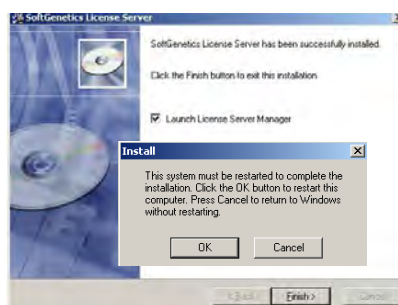 SoftGenetics License Server
SoftGenetics License Server has been successfully installed.
Click the Finish button to exit this installation
Launch License Server Manager
Install
This system must be restarted to complete the
installation. Click the OK button to restart this
computer. Press Cancel to return to Windows
without restarting.
OK Cancel
< Back Finish > Cancel